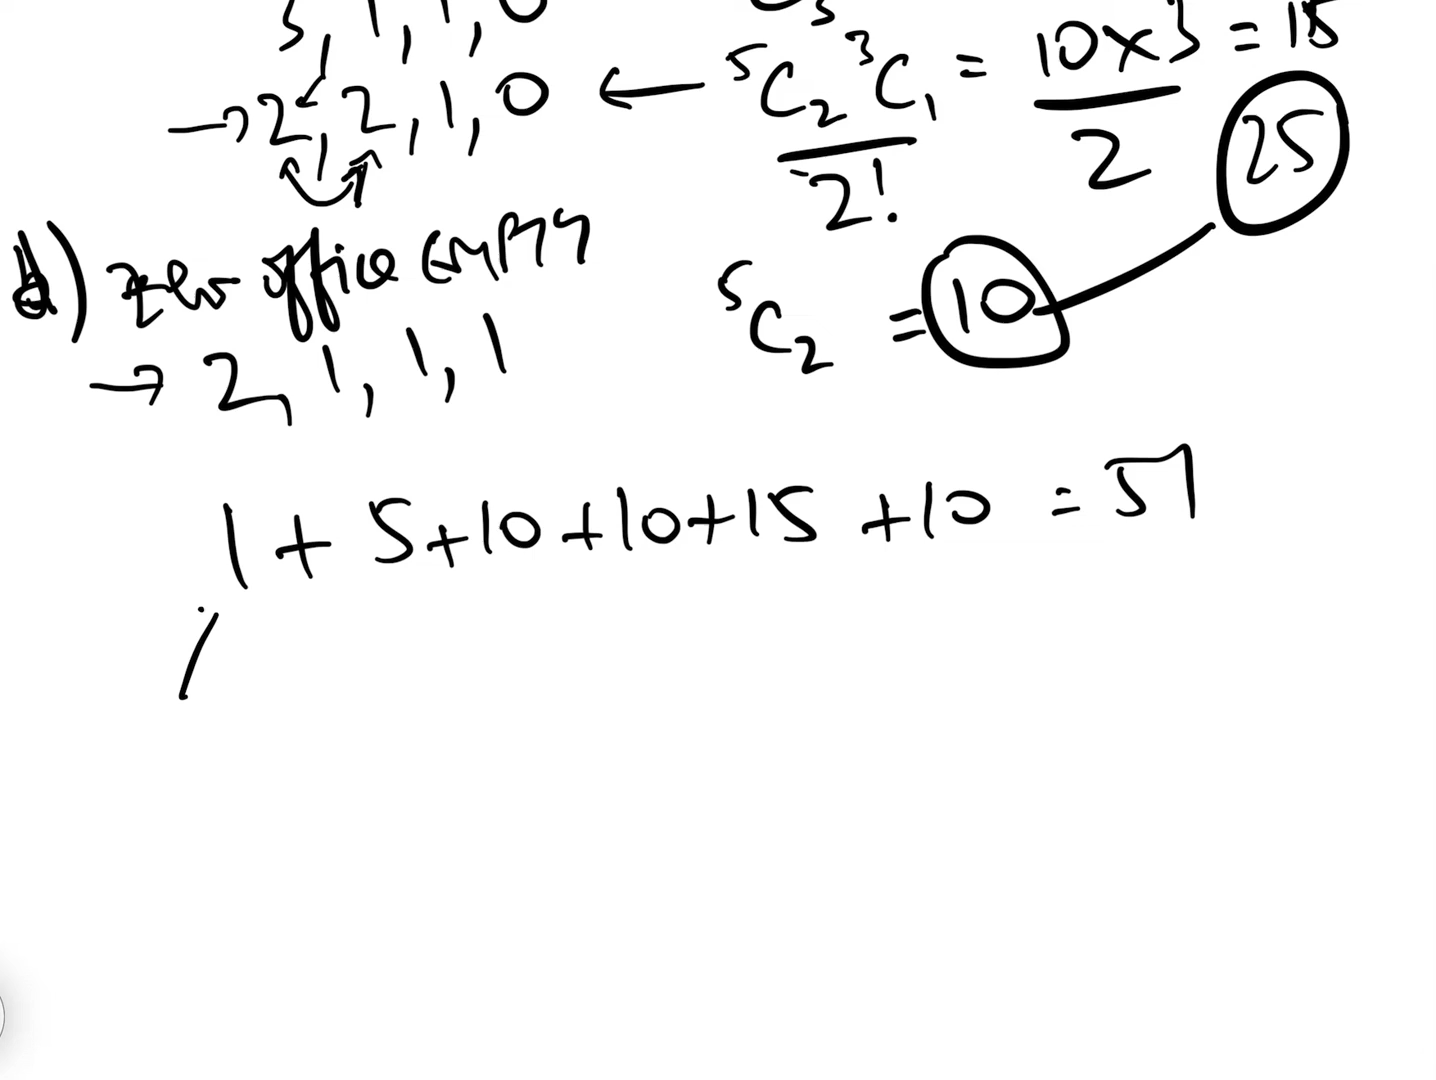 3, 1, 1, 0
→ 2, 2, 1, 0 ← ⁵C₂ ³C₁ / 2! = 10×3 / 2 = 15
25
d) zero office empty
⁵C₂ = 10
→ 2, 1, 1, 1
1 + 5 + 10 + 10 + 15 + 10 = 51